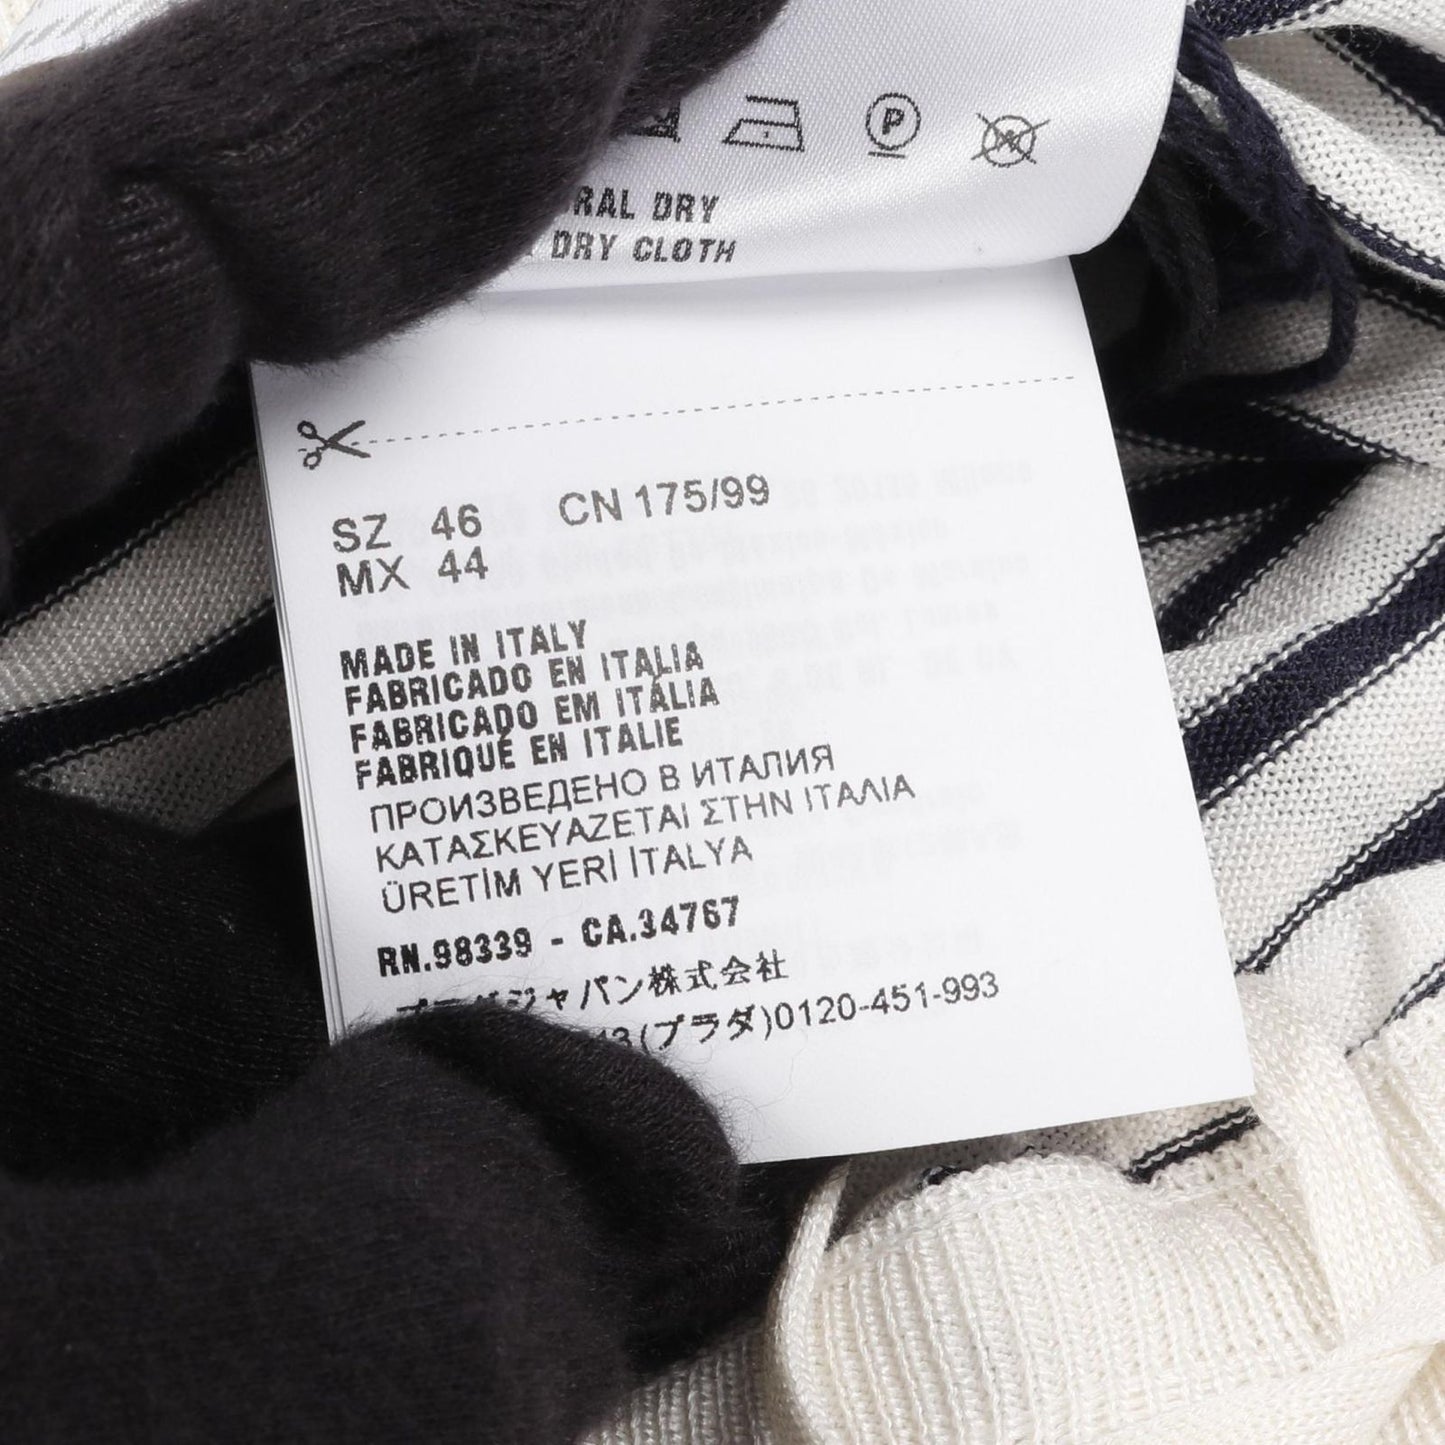 P
DRY
DRY CLOTH
SZ 46 CN 175/99
MX 44
MADE IN ITALY
FABRICADO EN ITALIA
FABRICADO EM ITÁLIA
FABRIQUÉ EN ITALIE
ПРОИЗВЕДЕНО В ИТАЛИЯ
ΚΑΤΑΣΚΕΥΑΖΕΤΑΙ ΣΤΗΝ ΙΤΑΛΙΑ
ÜRETİM YERİ İTALYA
RN.98339 - CA.34767
ジャパン株式会社
(プラダ)0120-451-993